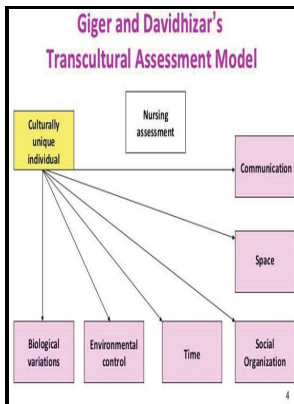 Giger and Davidhizar's
Transcultural Assessment Model
Nursing
assessment
Culturally
unique
individual
Communication
Space
Biological
variations
Environmental
control
Time
Social
Organization
4